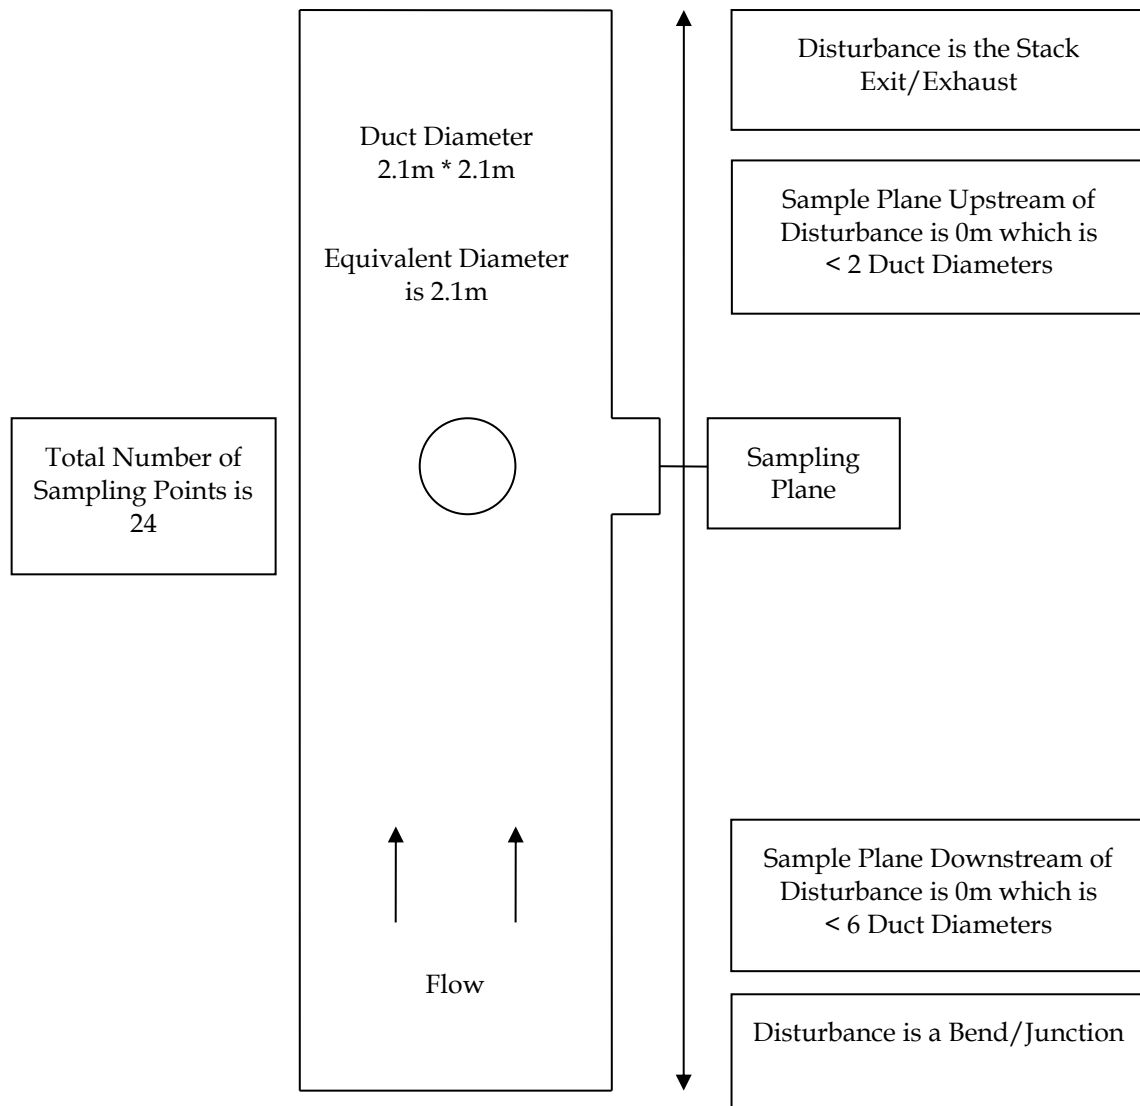 Disturbance is the Stack
Exit/Exhaust
Duct Diameter
2.1m * 2.1m
Sample Plane Upstream of
Disturbance is 0m which is
< 2 Duct Diameters
Equivalent Diameter
is 2.1m
Total Number of
Sampling Points is
24
Sampling
Plane
Sample Plane Downstream of
Disturbance is 0m which is
< 6 Duct Diameters
Flow
Disturbance is a Bend/Junction